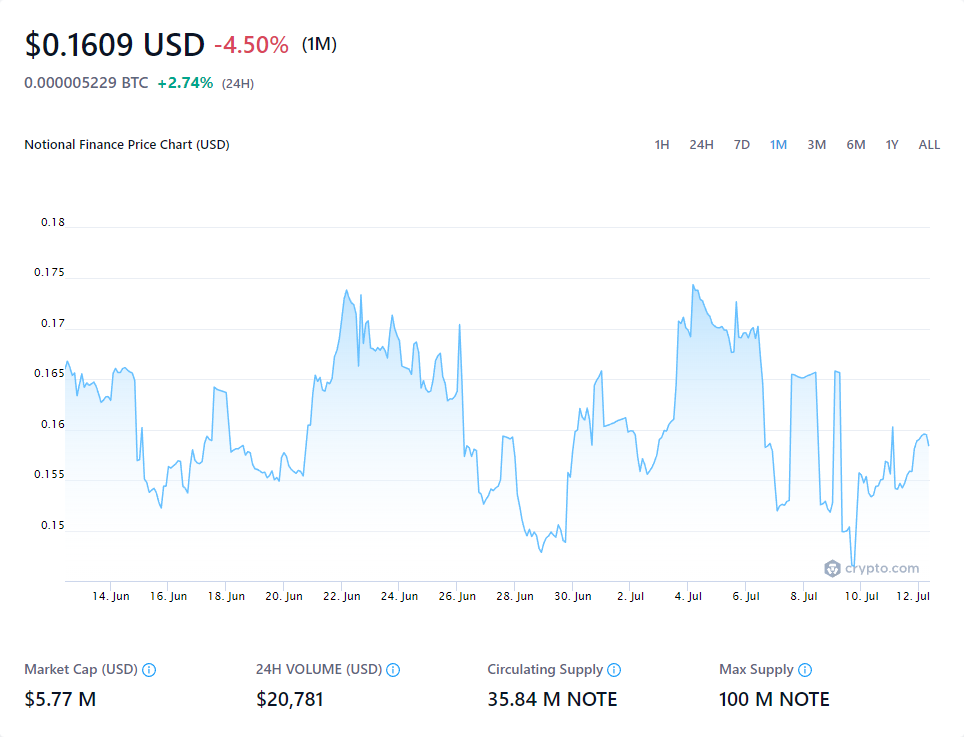 $0.1609 USD -4.50% (1M)
0.000005229 BTC +2.74% (24H)
Notional Finance Price Chart (USD) 1H 24H 7D 1M 3M 6M 1Y ALL
0.18
0.175
0.17
0.165
0.16
0.155
0.15
crypto.com
14. Jun 16. Jun 18. Jun 20. Jun 22. Jun 24. Jun 26. Jun 28. Jun 30. Jun 2. Jul 4. Jul 6. Jul 8. Jul 10. Jul 12. Jul
Market Cap (USD) 24H VOLUME (USD) Circulating Supply Max Supply
$5.77 M $20,781 35.84 M NOTE 100 M NOTE